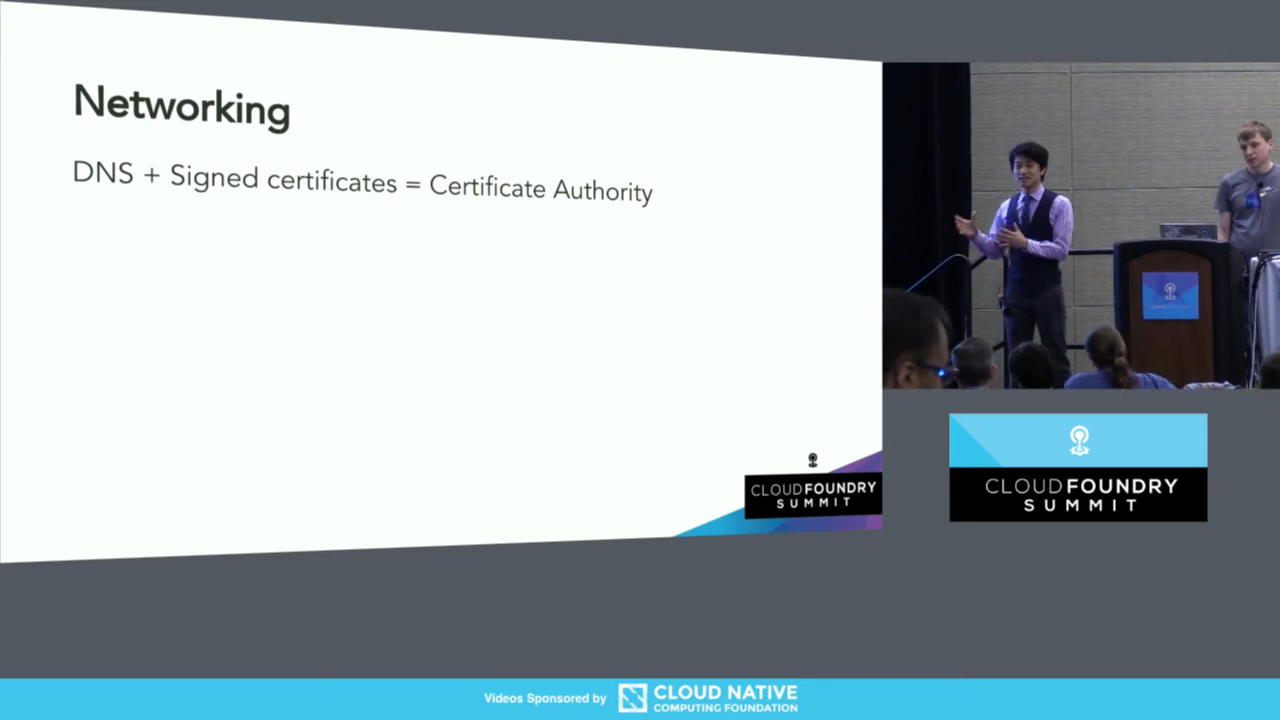 Networking
DNS + Signed certificates = Certificate Authority
CLOUDFOUNDRY
SUMMIT
CLOUDFOUNDRY
SUMMIT
Videos Sponsored by
CLOUD NATIVE
COMPUTING FOUNDATION